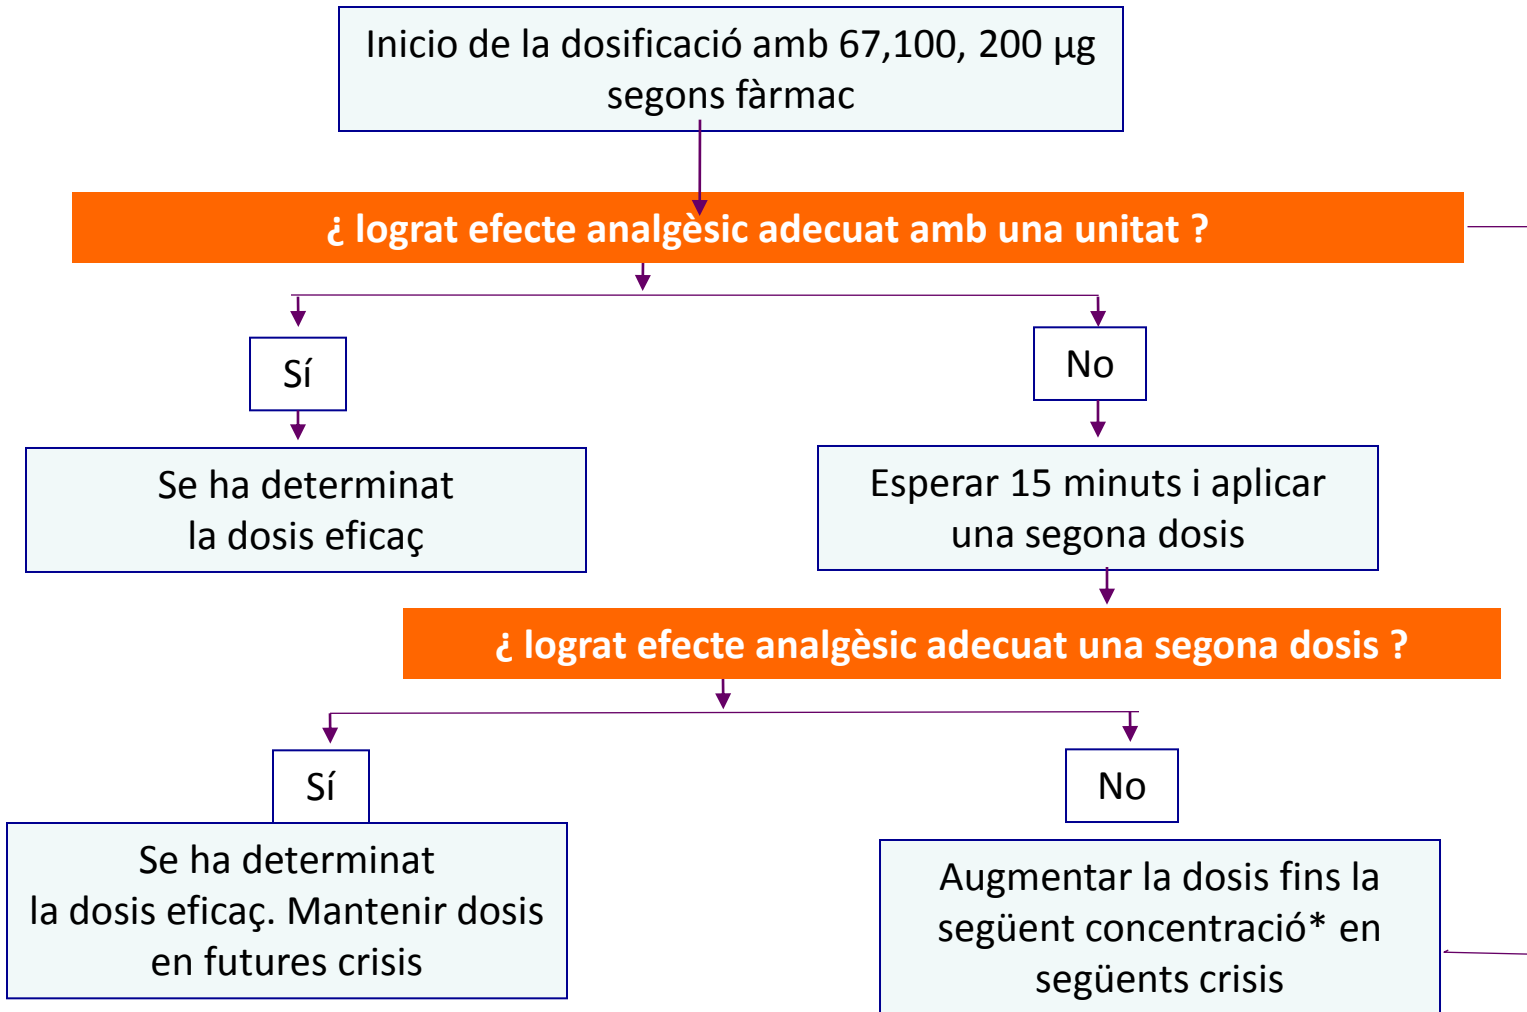 Inicio de la dosificació amb 67,100, 200 µg
segons fàrmac
¿ lograt efecte analgèsic adecuat amb una unitat ?
Sí
No
Se ha determinat
la dosis eficaç
Esperar 15 minuts i aplicar
una segona dosis
¿ lograt efecte analgèsic adecuat una segona dosis ?
Sí
No
Se ha determinat
la dosis eficaç. Mantenir dosis
en futures crisis
Augmentar la dosis fins la
següent concentració* en
següents crisis